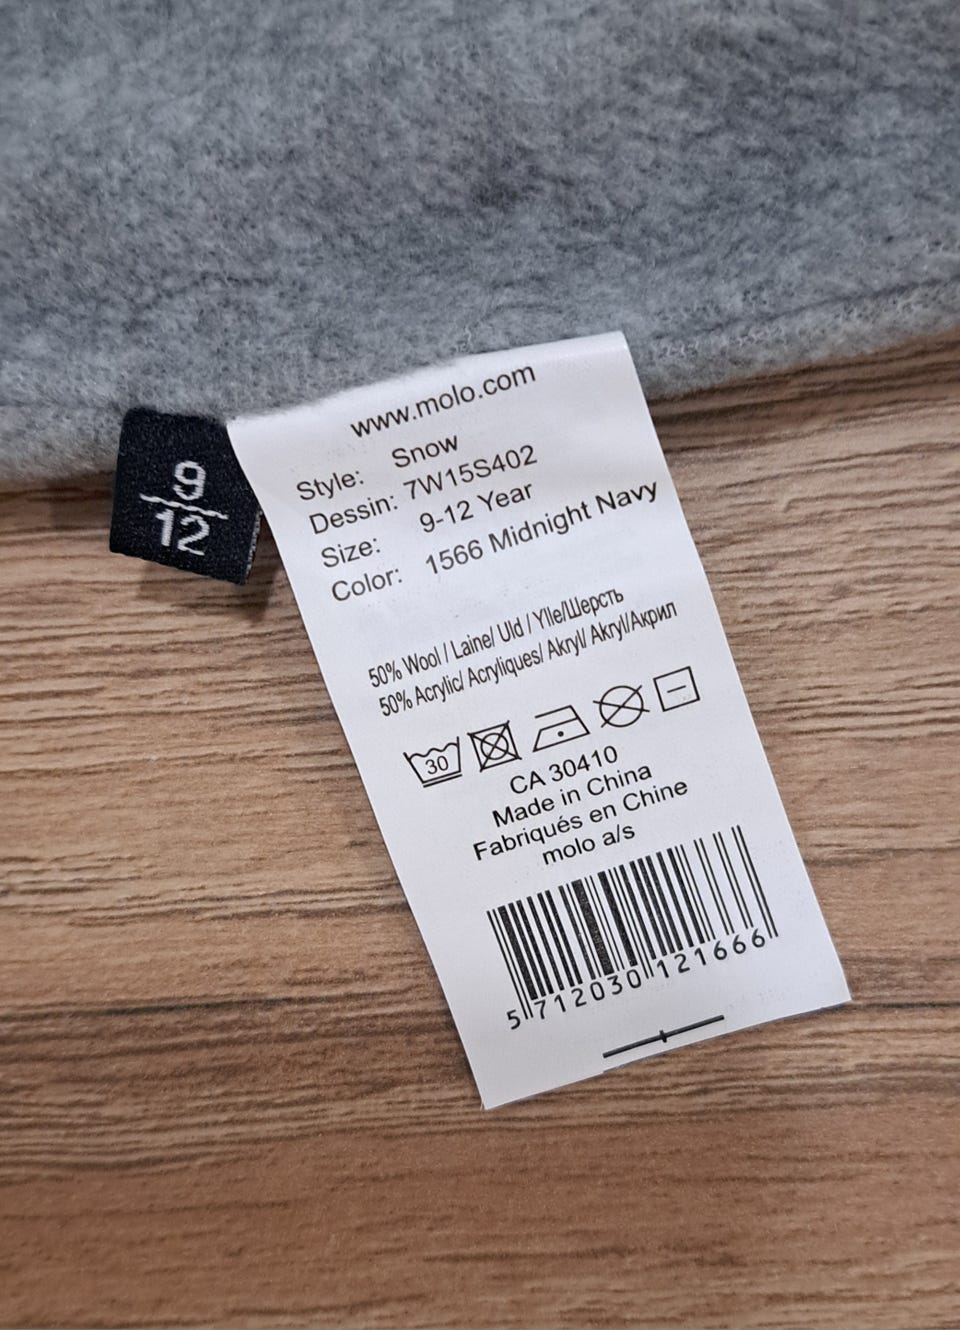 9
12
www.molo.com
Style: Snow
Dessin: 7W15S402
Size: 9-12 Year
Color: 1566 Midnight Navy
50% Wool / Laine/ Uld / Ylle/Шерсть
50% Acrylic/ Acryliques/ Akryl/ Akryl/Акрил
30
CA 30410
Made in China
Fabriqués en Chine
molo a/s
5 712030 121666